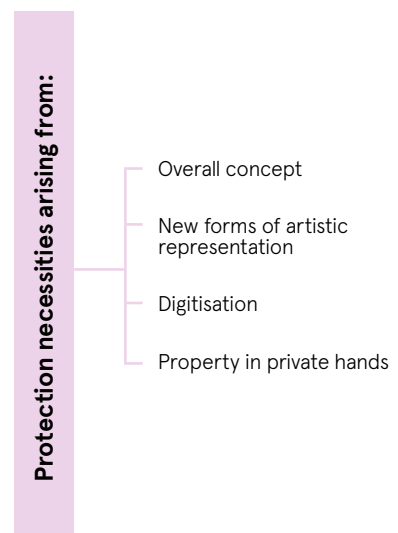 Protection necessities arising from:
Overall concept
New forms of artistic
representation
Digitisation
Property in private hands